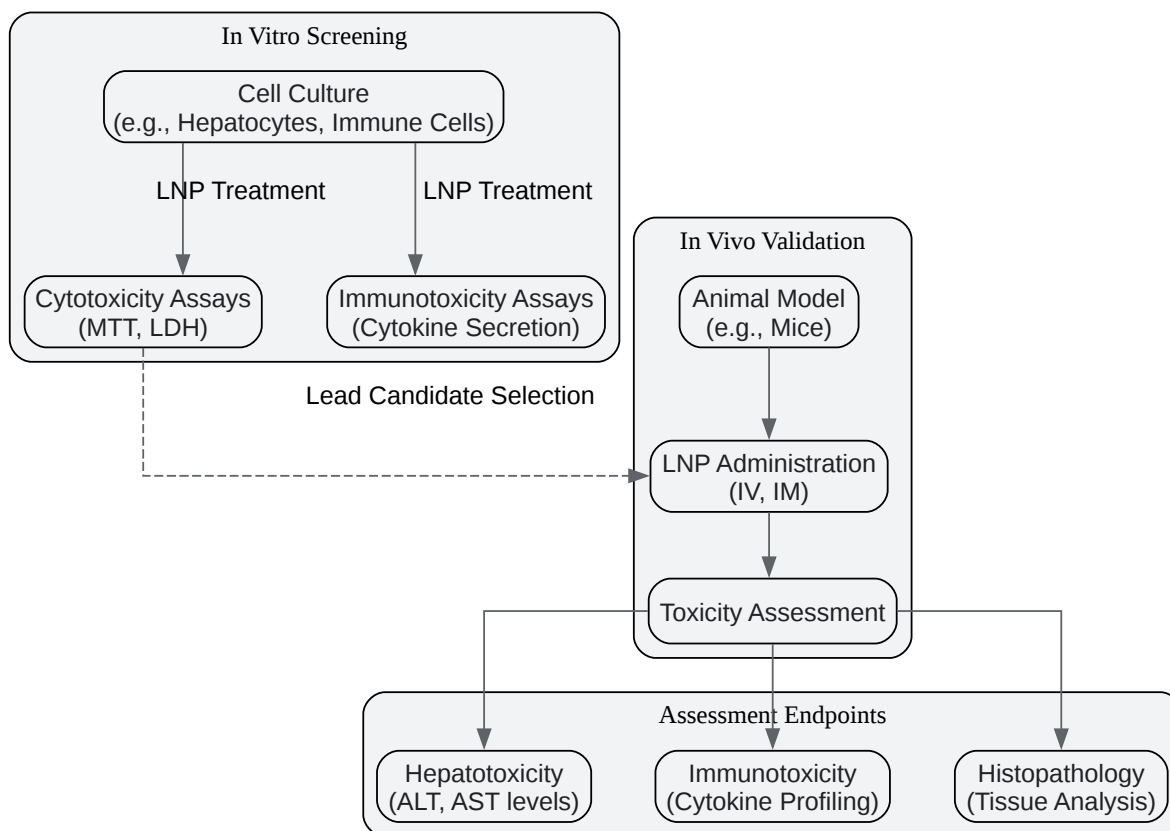 In Vitro Screening
Cell Culture
(e.g., Hepatocytes, Immune Cells)
LNP Treatment
LNP Treatment
Cytotoxicity Assays
(MTT, LDH)
Immunotoxicity Assays
(Cytokine Secretion)
Lead Candidate Selection
In Vivo Validation
Animal Model
(e.g., Mice)
LNP Administration
(IV, IM)
Toxicity Assessment
Assessment Endpoints
Hepatotoxicity
(ALT, AST levels)
Immunotoxicity
(Cytokine Profiling)
Histopathology
(Tissue Analysis)